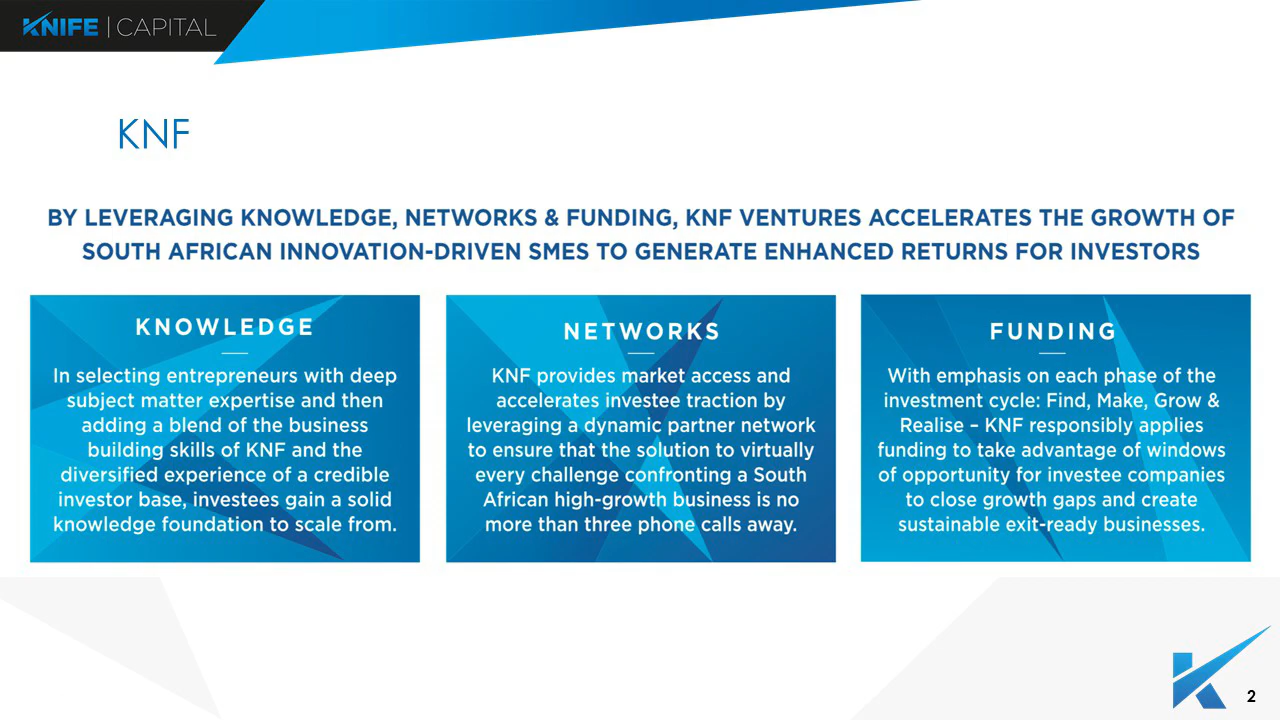 KNIFE | CAPITAL
KNF
BY LEVERAGING KNOWLEDGE, NETWORKS & FUNDING, KNF VENTURES ACCELERATES THE GROWTH OF
SOUTH AFRICAN INNOVATION-DRIVEN SMES TO GENERATE ENHANCED RETURNS FOR INVESTORS
KNOWLEDGE
In selecting entrepreneurs with deep
subject matter expertise and then
adding a blend of the business
building skills of KNF and the
diversified experience of a credible
investor base, investees gain a solid
knowledge foundation to scale from.
NETWORKS
KNF provides market access and
accelerates investee traction by
leveraging a dynamic partner network
to ensure that the solution to virtually
every challenge confronting a South
African high-growth business is no
more than three phone calls away.
FUNDING
With emphasis on each phase of the
investment cycle: Find, Make, Grow &
Realise – KNF responsibly applies
funding to take advantage of windows
of opportunity for investee companies
to close growth gaps and create
sustainable exit-ready businesses.
2